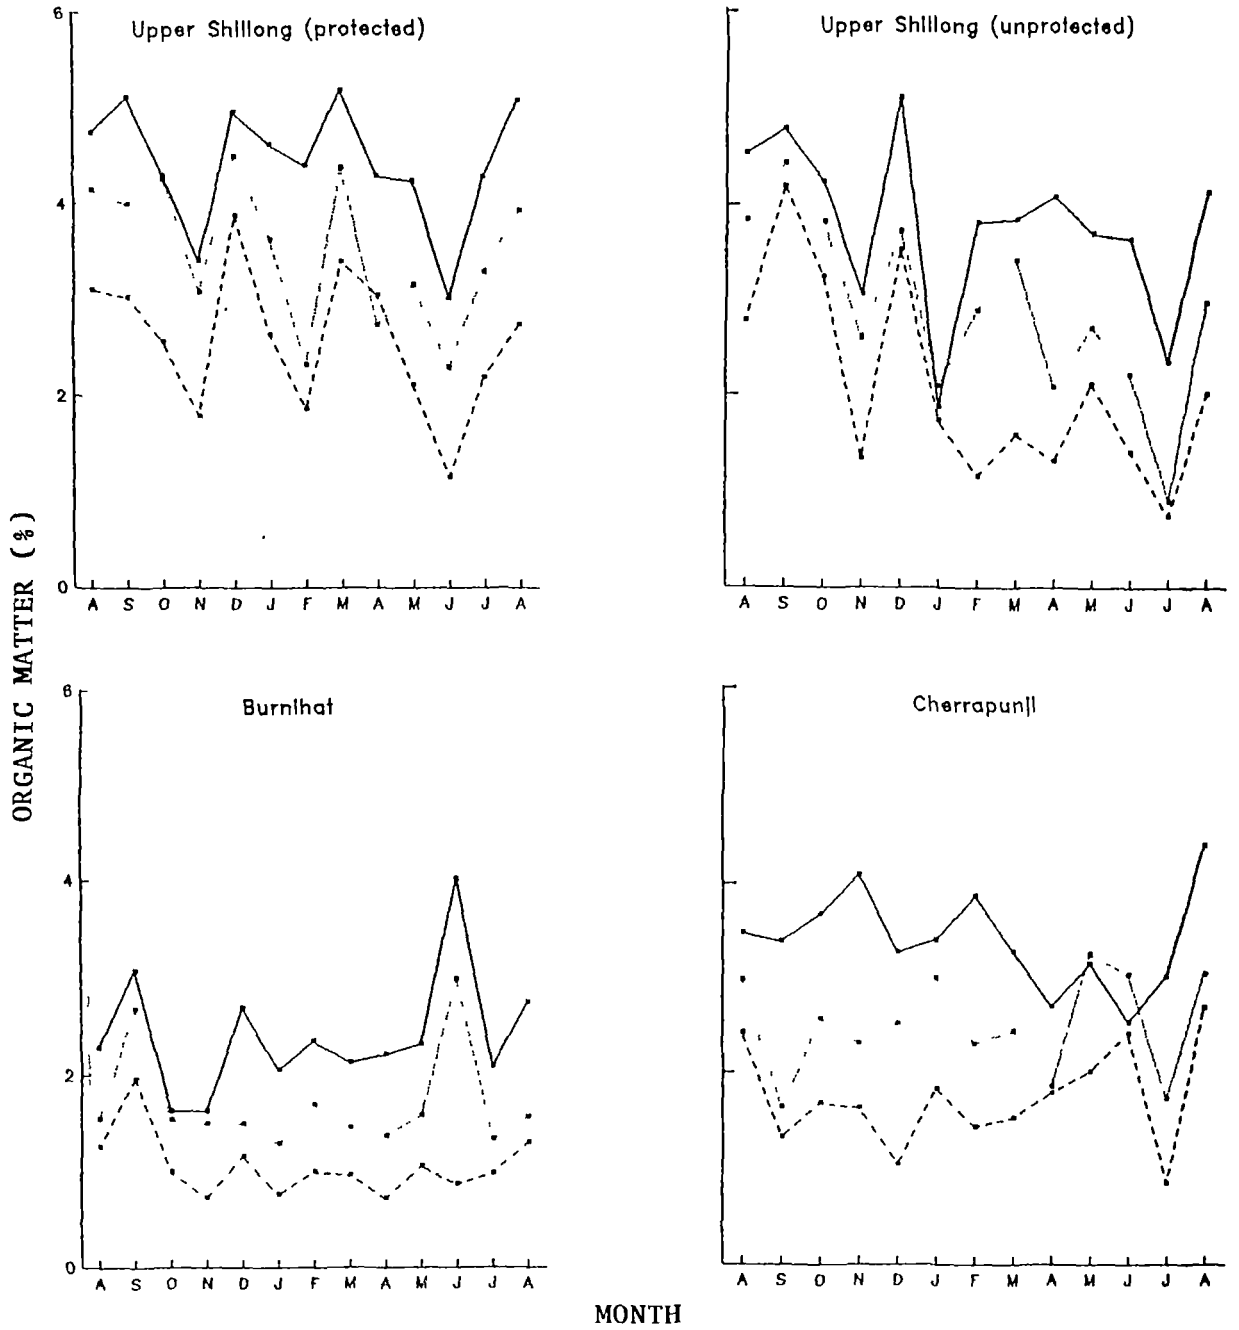 Upper Shillong (protected)
Upper Shillong (unprotected)
6
4
2
0
A S O N D J F M A M J J A
A S O N D J F M A M J J A
ORGANIC MATTER (%)
Burnihat
Cherrapunji
6
4
2
0
A S O N D J F M A M J J A
A S O N D J F M A M J J A
MONTH